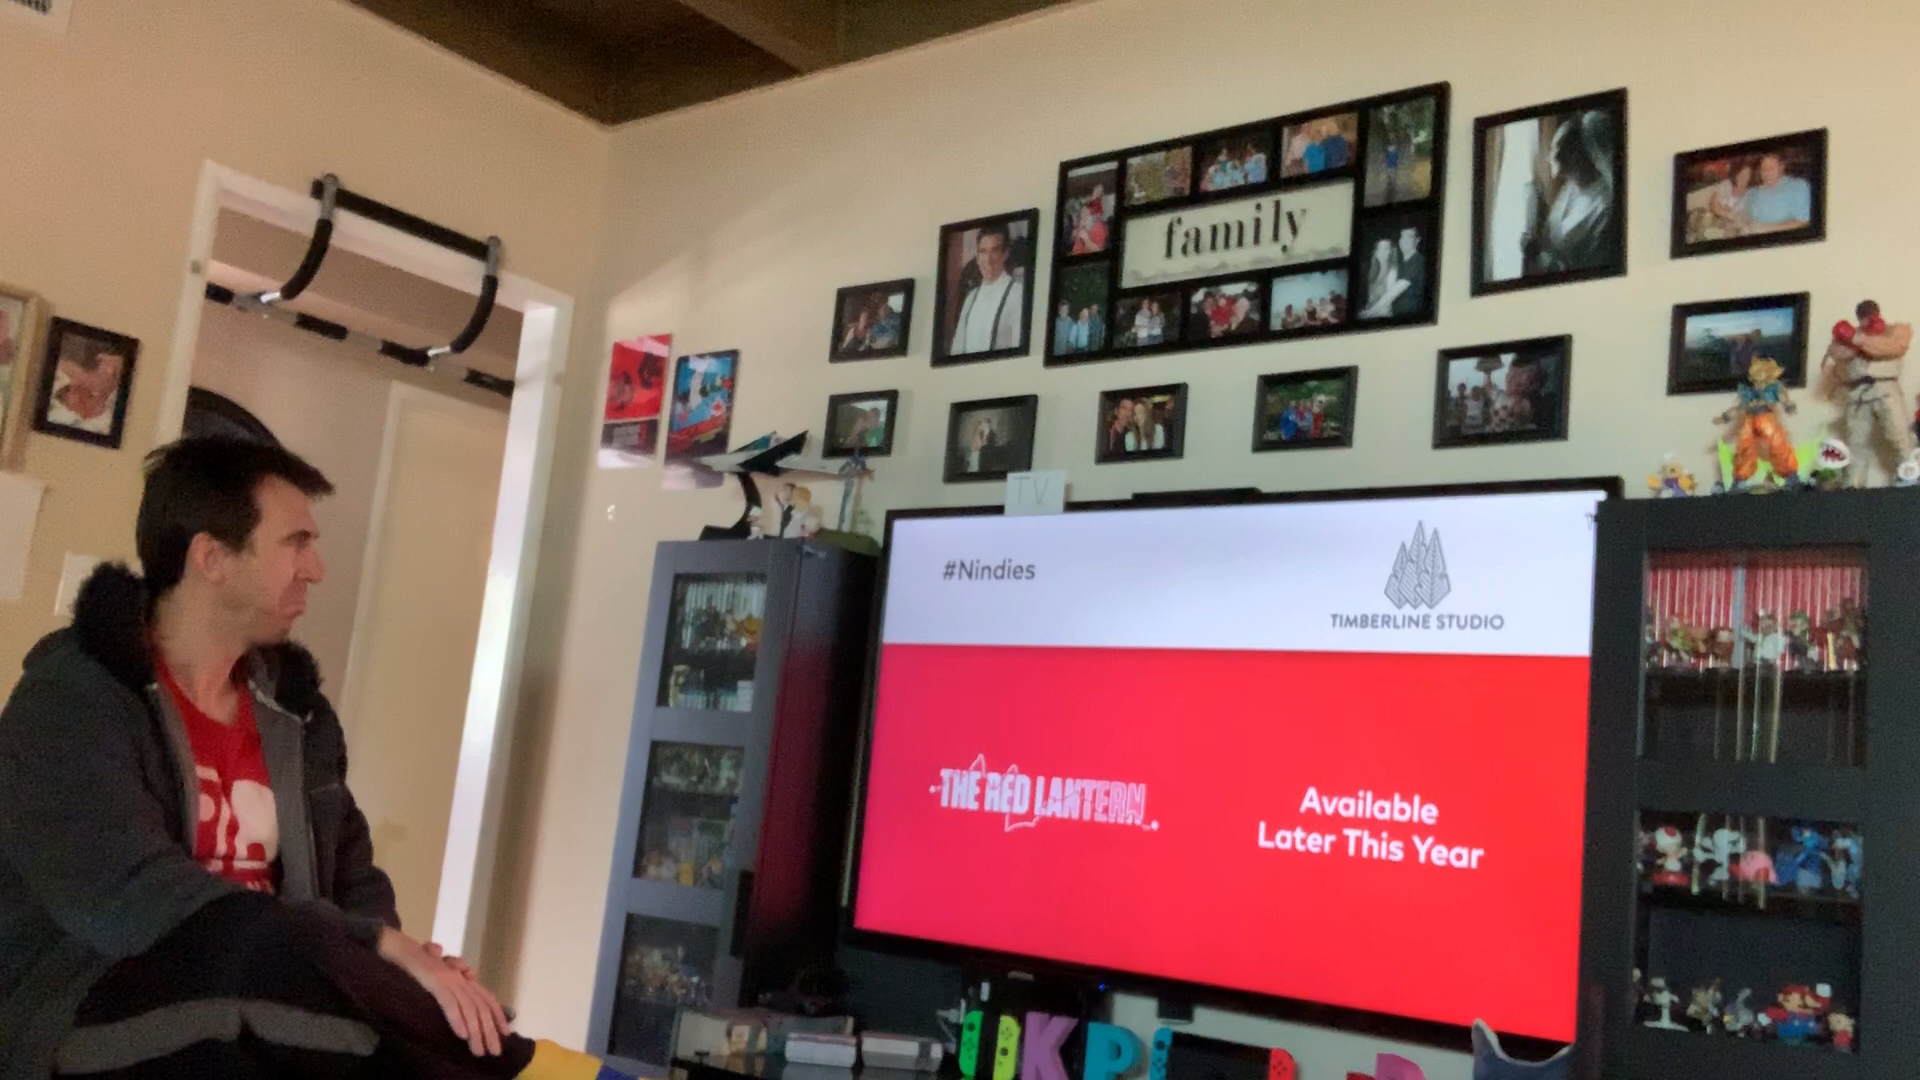 family
TV
#Nindies
TIMBERLINE STUDIO
THE RED LANTERN
Available
Later This Year
K P